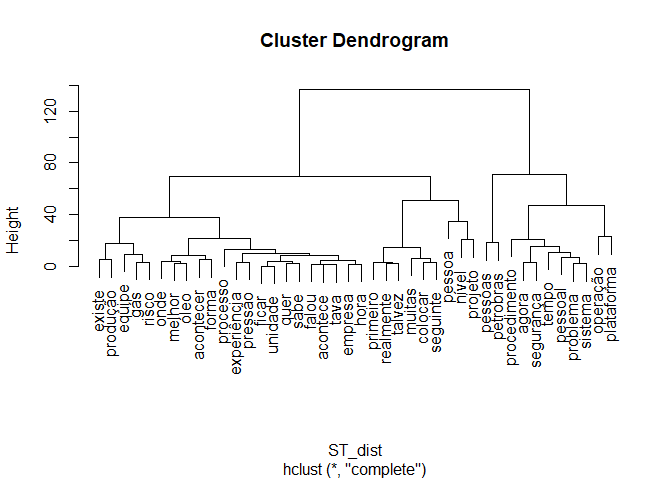 Cluster Dendrogram
Height
0
40
80
120
existe
produção
equipe
gás
risco
onde
melhor
óleo
acontecer
forma
processo
experiência
pressão
ficar
unidade
quer
sabe
falou
acontece
tava
empresa
hora
primeiro
realmente
talvez
muitas
colocar
seguinte
pessoa
nível
projeto
pessoas
petrobras
procedimento
agora
segurança
tempo
pessoal
problema
sistema
operação
plataforma
ST_dist
hclust (*, "complete")